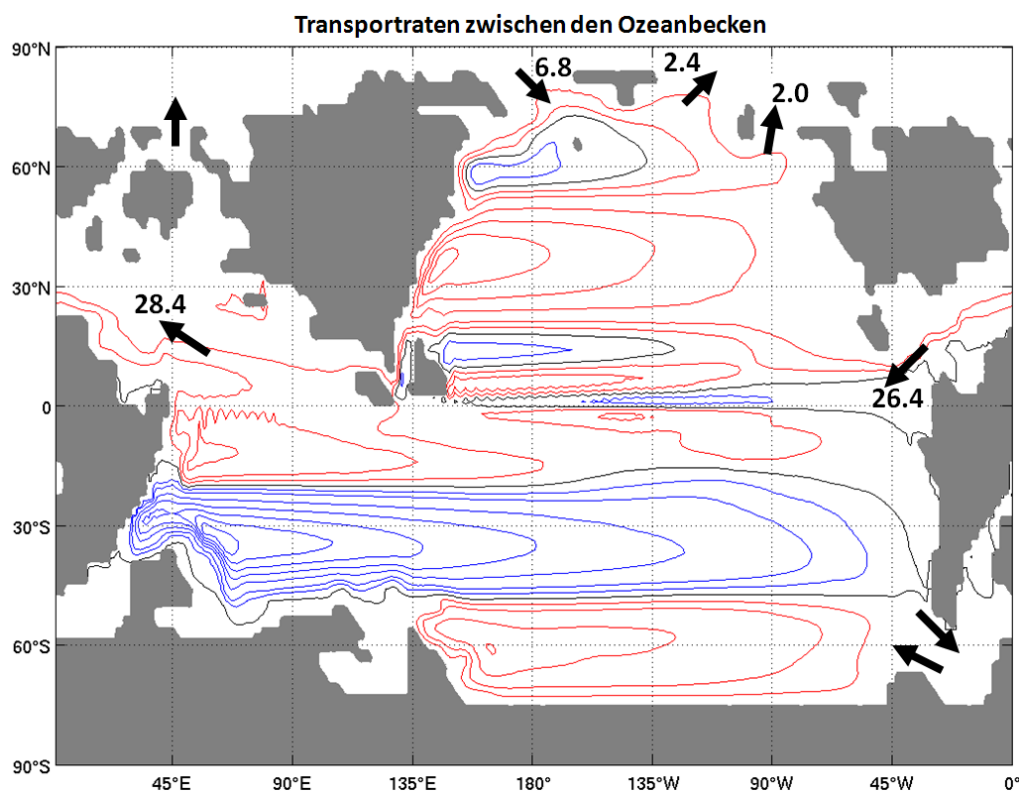 Transportraten zwischen den Ozeanbecken
90°N
6.8
2.4
2.0
60°N
30°N
28.4
0
26.4
30°S
60°S
90°S
45°E
90°E
135°E
180°
135°W
90°W
45°W
0°